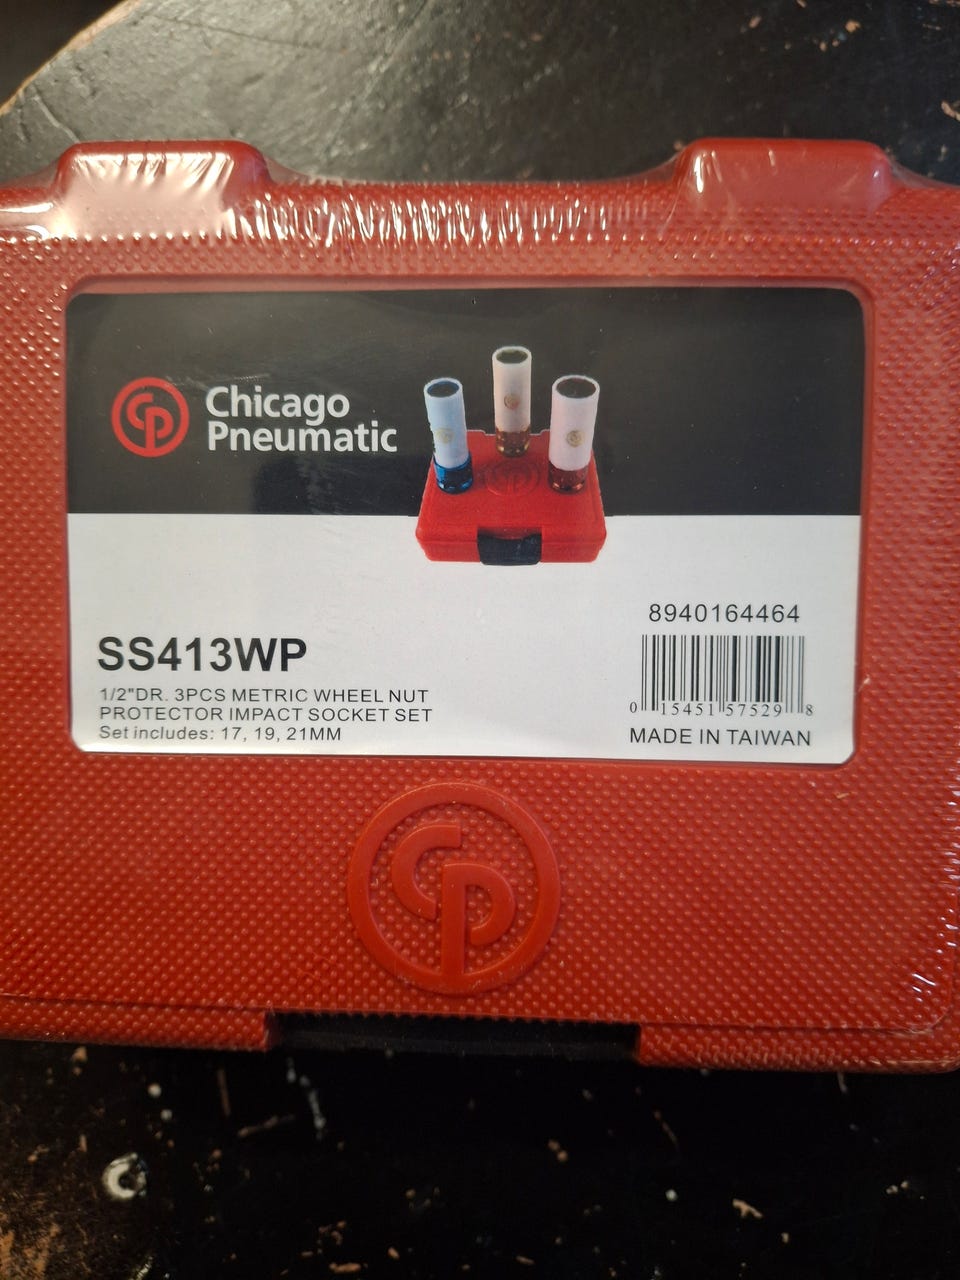 Chicago
Pneumatic
SS413WP
1/2"DR. 3PCS METRIC WHEEL NUT
PROTECTOR IMPACT SOCKET SET
Set includes: 17, 19, 21MM
8940164464
0 15451 57529 8
MADE IN TAIWAN
CP